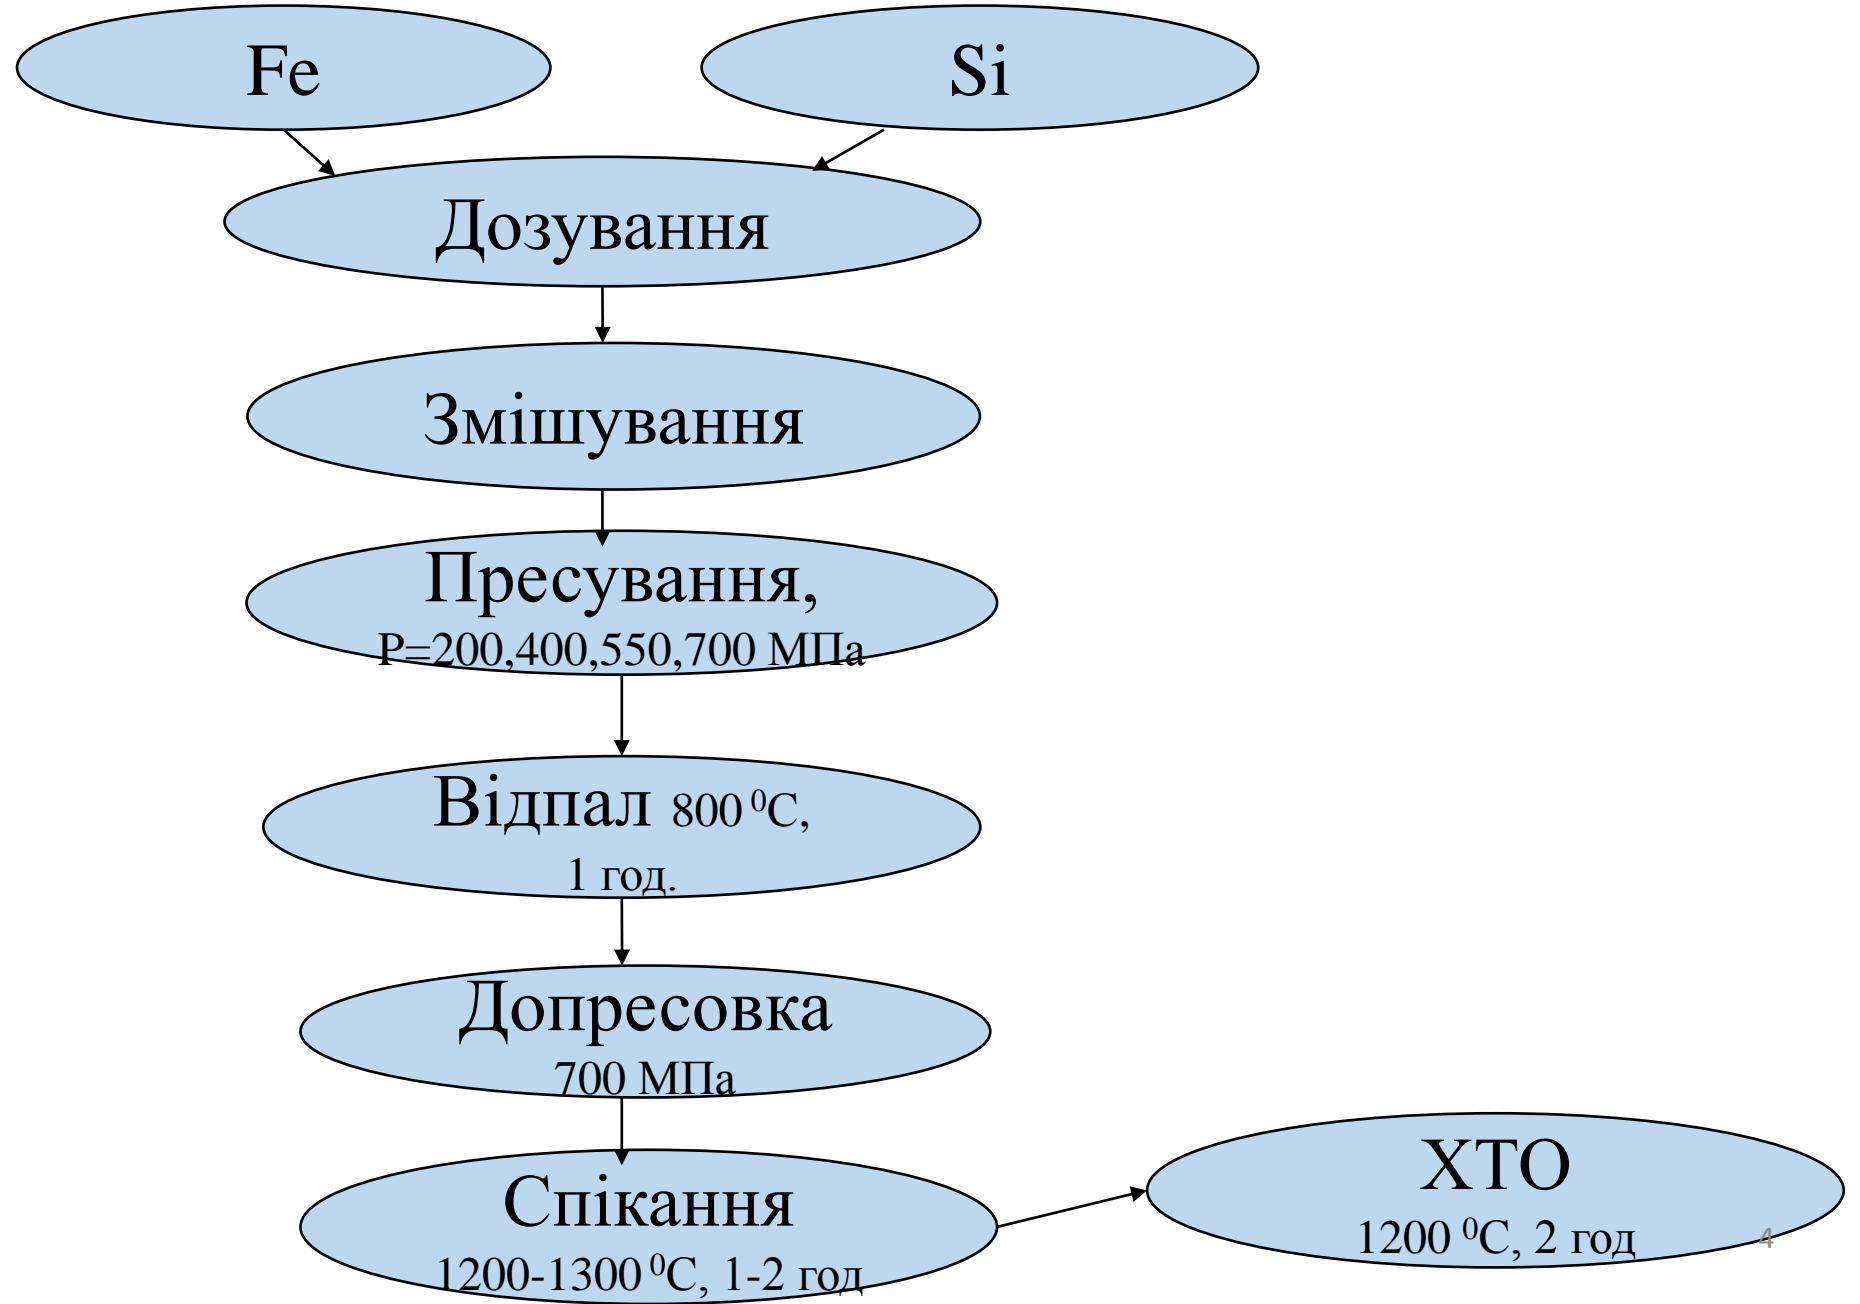 Fe
Si
Дозування
Змішування
Пресування,
Р=200,400,550,700 МПа
Відпал 800 ⁰С,
1 год.
Допресовка
700 МПа
Спікання
1200-1300 ⁰С, 1-2 год
ХТО
1200 ⁰С, 2 год
4